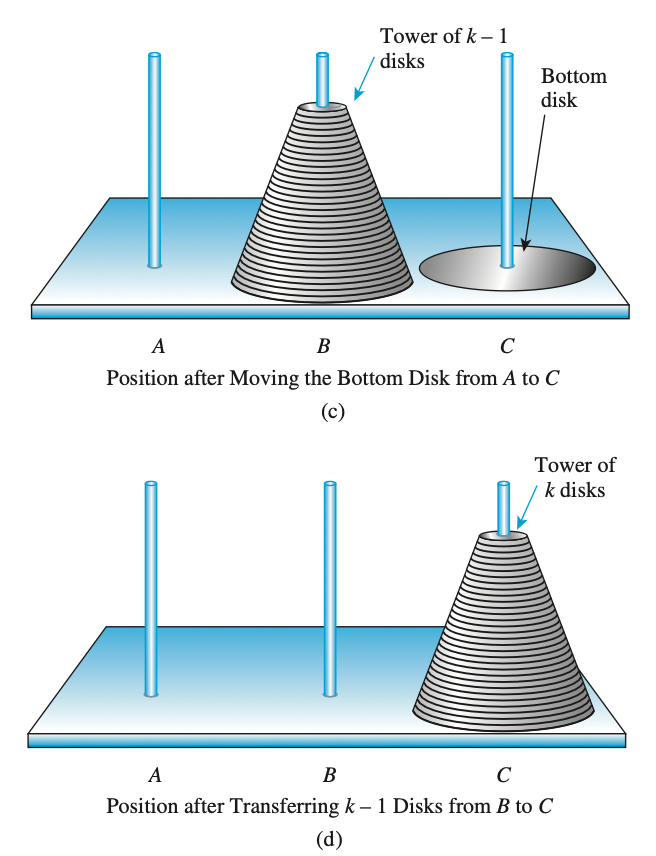 Tower of k – 1
disks
Bottom
disk
A B C
Position after Moving the Bottom Disk from A to C
(c)
Tower of
k disks
A B C
Position after Transferring k – 1 Disks from B to C
(d)